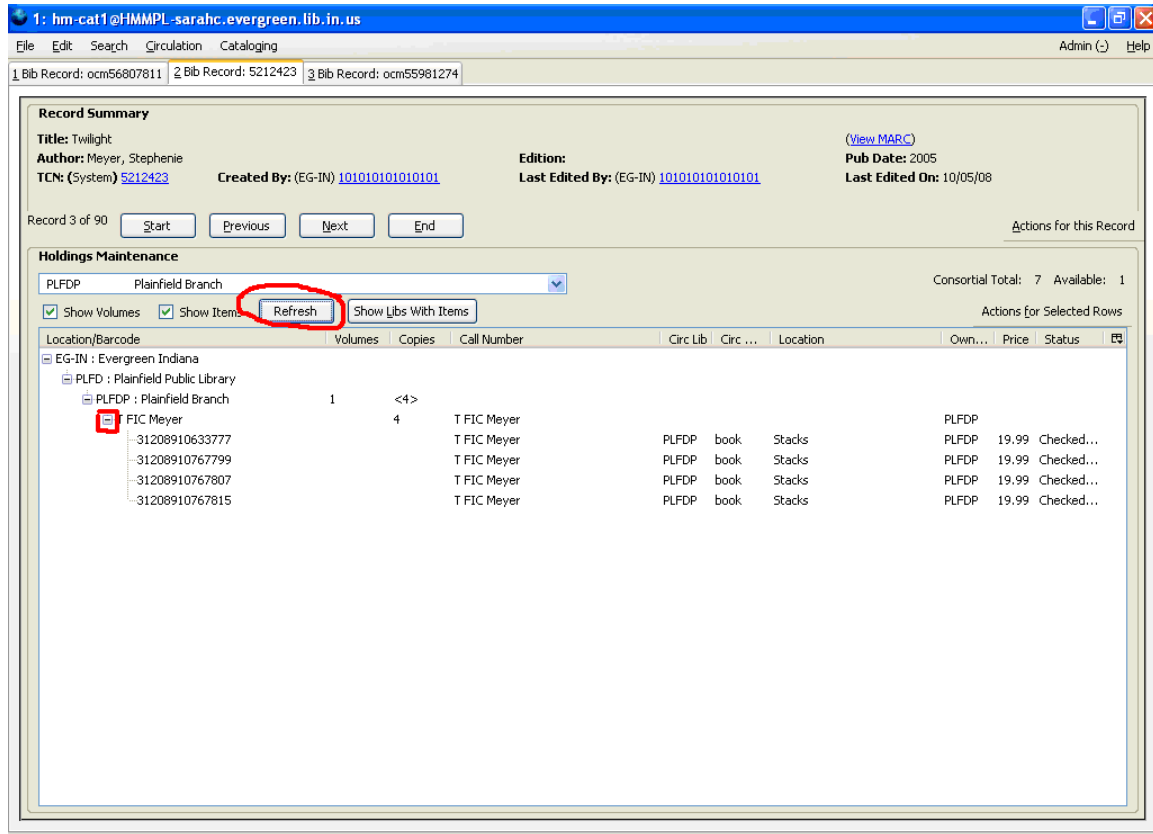 1: hm-cat1@HMMPL-sarahc.evergreen.lib.in.us
File Edit Search Circulation Cataloging Admin (-) Help
1 Bib Record: ocm56807811 2 Bib Record: 5212423 3 Bib Record: ocm55981274
Record Summary
Title: Twilight (View MARC)
Author: Meyer, Stephenie Edition: Pub Date: 2005
TCN: (System) 5212423 Created By: (EG-IN) 101010101010101 Last Edited By: (EG-IN) 101010101010101 Last Edited On: 10/05/08
Record 3 of 90 Start Previous Next End Actions for this Record
Holdings Maintenance
PLFDP Plainfield Branch Consortial Total: 7 Available: 1
Show Volumes Show Items Refresh Show Libs With Items Actions for Selected Rows
Location/Barcode Volumes Copies Call Number Circ Lib Circ ... Location Own... Price Status
EG-IN : Evergreen Indiana
PLFD : Plainfield Public Library
PLFDP : Plainfield Branch 1 <4>
T FIC Meyer 4 T FIC Meyer PLFDP
31208910633777 T FIC Meyer PLFDP book Stacks PLFDP 19.99 Checked...
31208910767799 T FIC Meyer PLFDP book Stacks PLFDP 19.99 Checked...
31208910767807 T FIC Meyer PLFDP book Stacks PLFDP 19.99 Checked...
31208910767815 T FIC Meyer PLFDP book Stacks PLFDP 19.99 Checked...